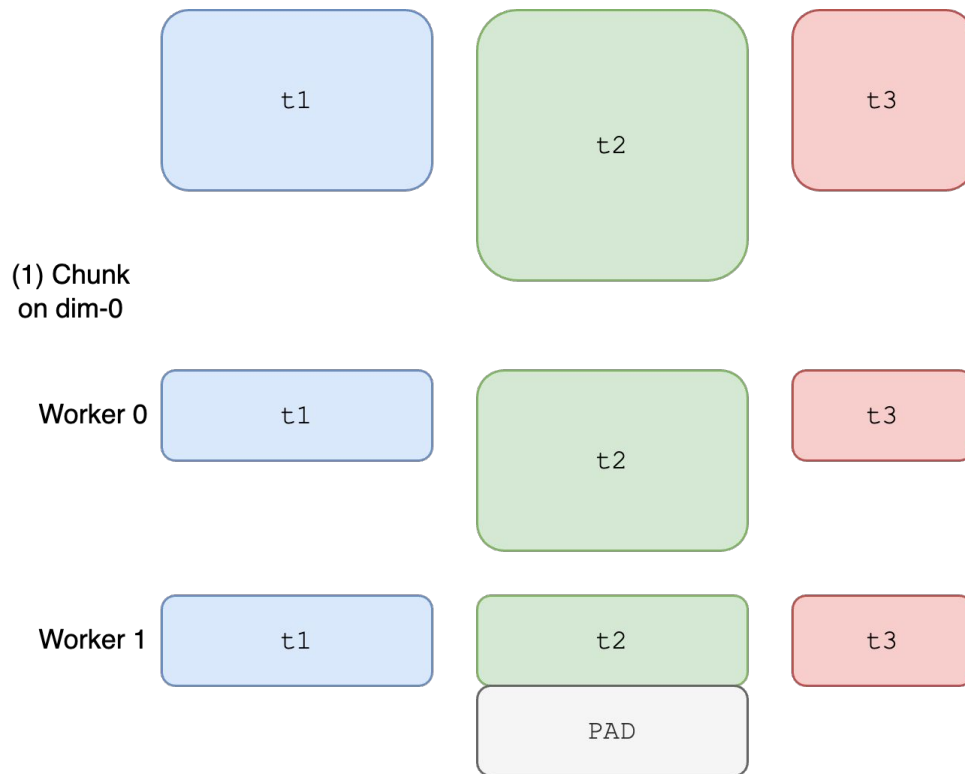 t1
t2
t3
(1) Chunk
on dim-0
Worker 0
t1
t2
t3
Worker 1
t1
t2
t3
PAD